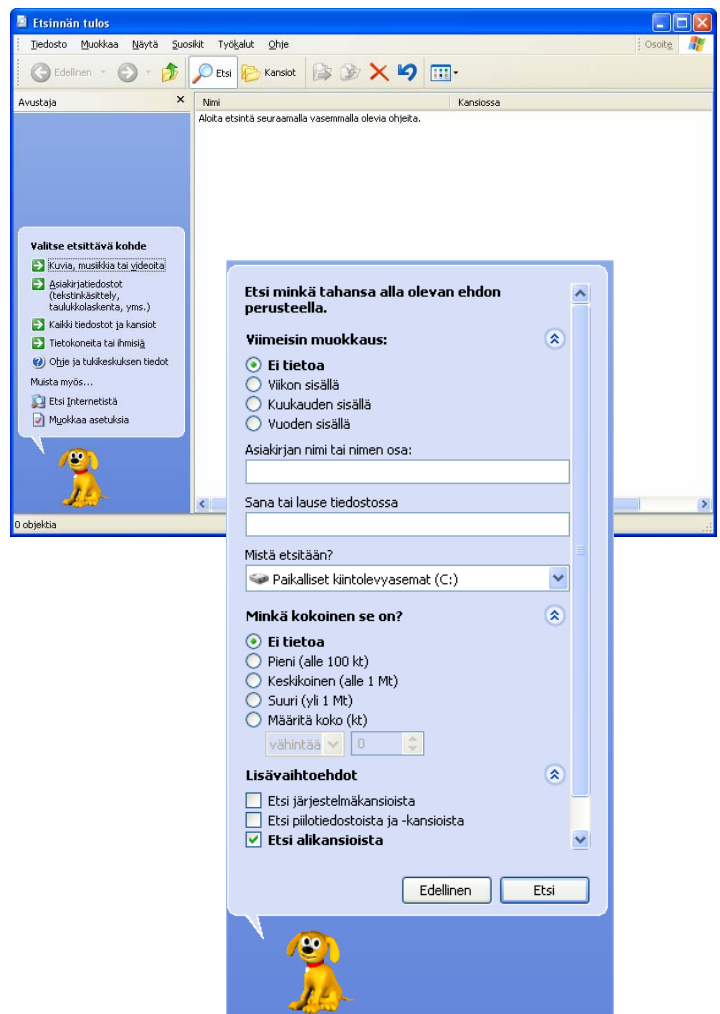 Etsinnän tulos
Tiedosto Muokkaa Näytä Suosikit Työkalut Ohje Osoite
Edellinen Etsi Kansiot
Avustaja
Nimi Kansiossa
Aloita etsintä seuraamalla vasemmalla olevia ohjeita.
Valitse etsittävä kohde
Kuvia, musiikkia tai videoita
Asiakirjatiedostot
(tekstinkäsittely,
taulukkolaskenta, yms.)
Kaikki tiedostot ja kansiot
Tietokoneita tai ihmisiä
Ohje ja tukikeskuksen tiedot
Muista myös...
Etsi Internetistä
Muokkaa asetuksia
0 objektia
Etsi minkä tahansa alla olevan ehdon
perusteella.
Viimeisin muokkaus:
Ei tietoa
Viikon sisällä
Kuukauden sisällä
Vuoden sisällä
Asiakirjan nimi tai nimen osa:
Sana tai lause tiedostossa
Mistä etsitään?
Paikalliset kiintolevyasemat (C:)
Minkä kokoinen se on?
Ei tietoa
Pieni (alle 100 kt)
Keskikoinen (alle 1 Mt)
Suuri (yli 1 Mt)
Määritä koko (kt)
vähintää 0
Lisävaihtoehdot
Etsi järjestelmäkansioista
Etsi piilotiedostoista ja -kansioista
Etsi alikansioista
Edellinen Etsi